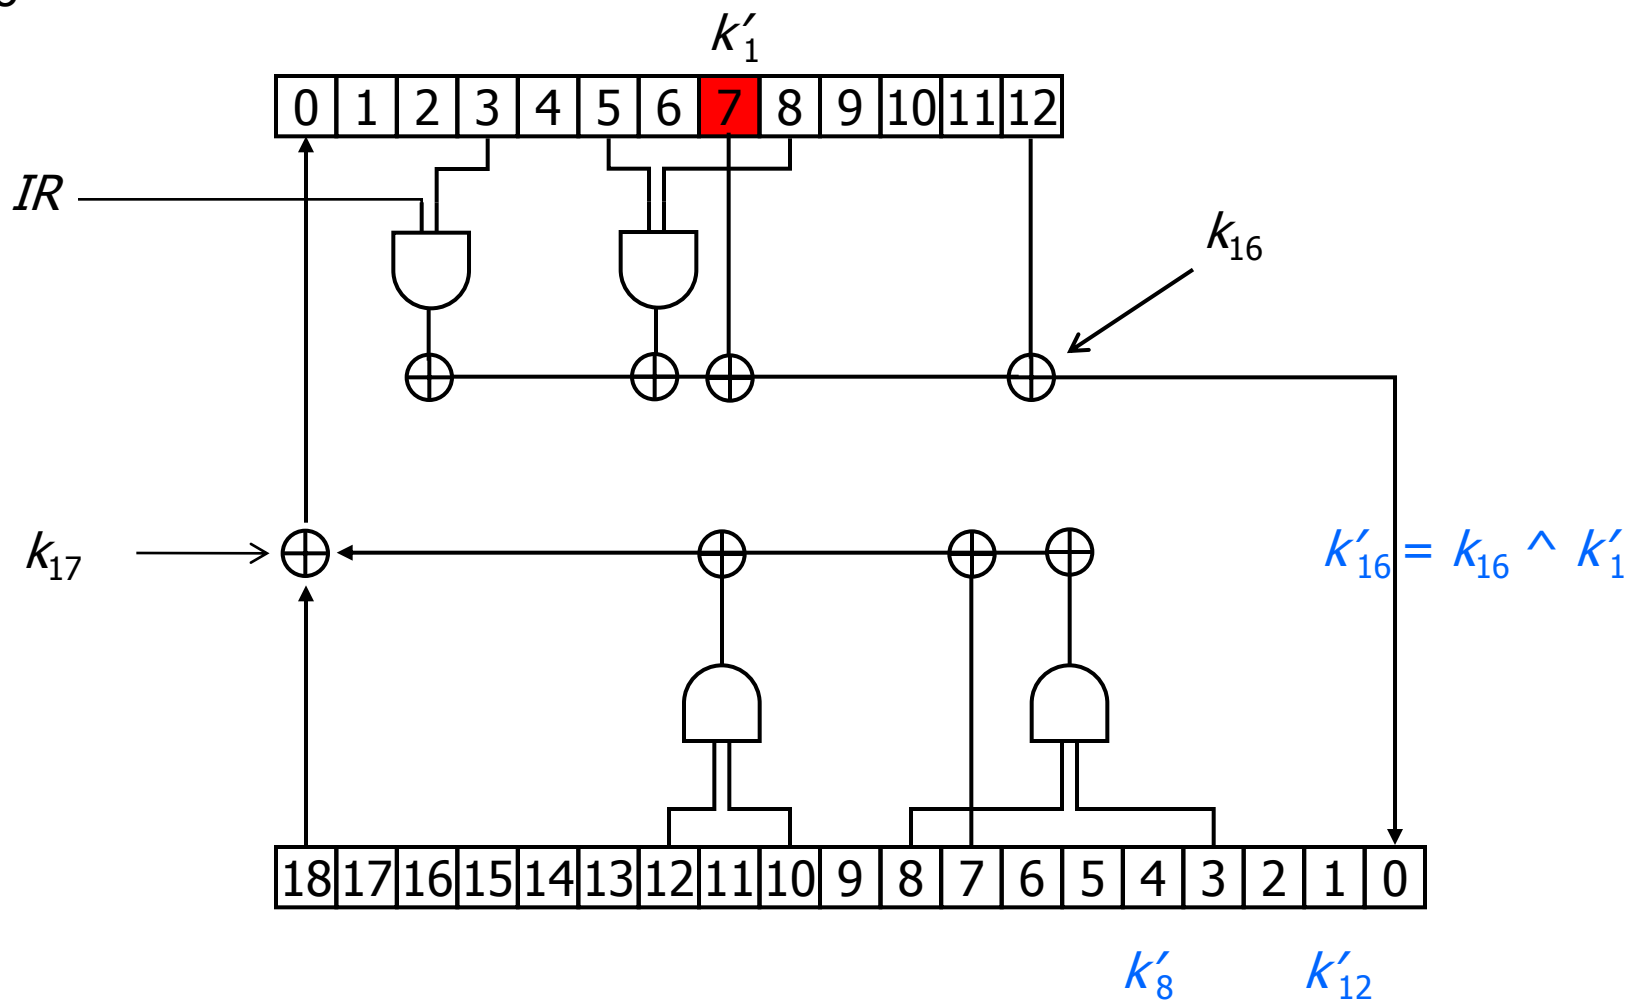 k′1
0 1 2 3 4 5 6 7 8 9 10 11 12
IR
k16
k17
k′16 = k16 ^ k′1
18 17 16 15 14 13 12 11 10 9 8 7 6 5 4 3 2 1 0
k′8 k′12